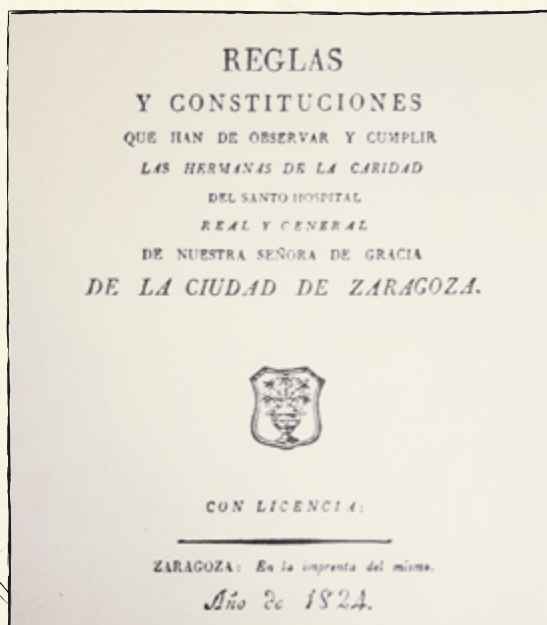 REGLAS
Y CONSTITUCIONES
QUE HAN DE OBSERVAR Y CUMPLIR
LAS HERMANAS DE LA CARIDAD
DEL SANTO HOSPITAL
REAL Y GENERAL
DE NUESTRA SEÑORA DE GRACIA
DE LA CIUDAD DE ZARAGOZA.
CON LICENCIA:
ZARAGOZA: En la imprenta del mismo.
Año de 1824.